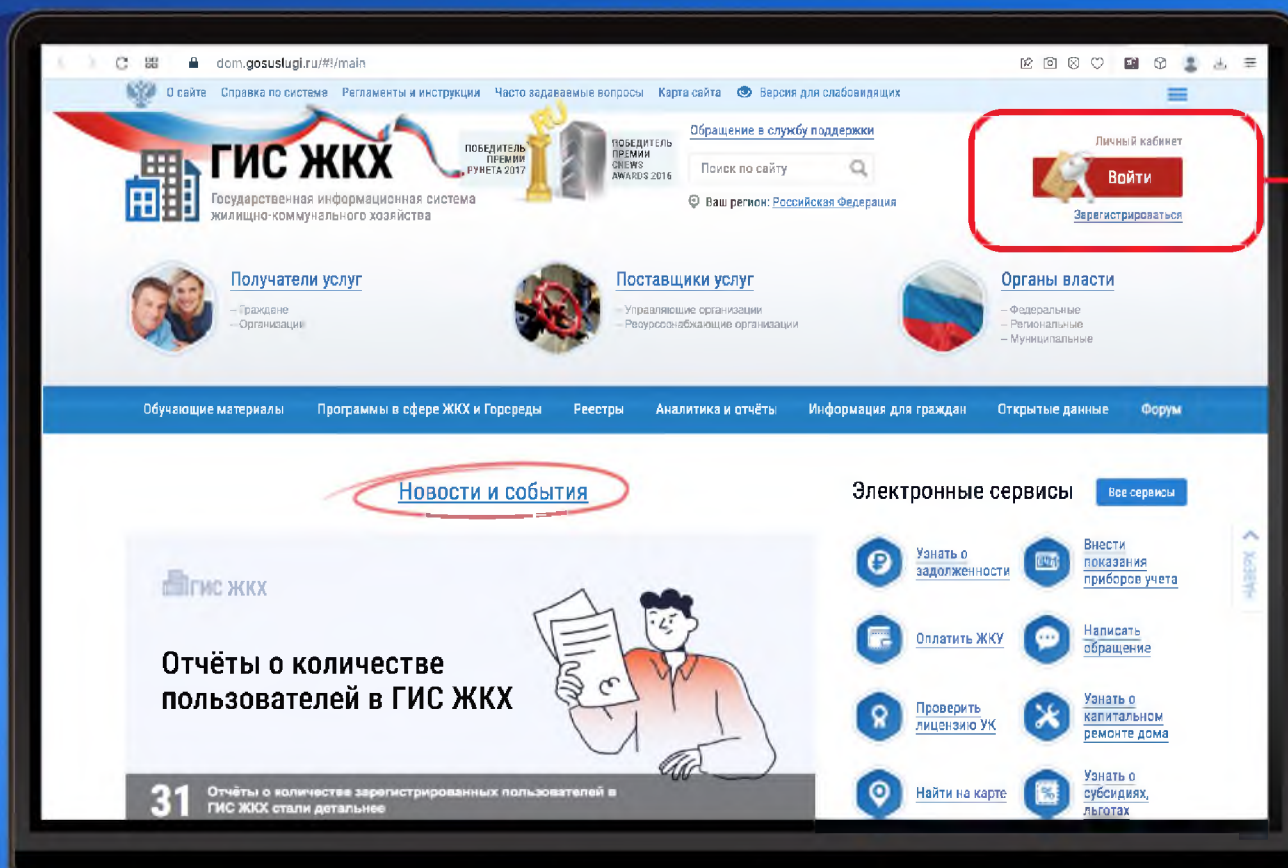 dom.gosuslugi.ru/#!/main
О сайте Справка по системе Регламенты и инструкции Часто задаваемые вопросы Карта сайта Версия для слабовидящих
ГИС ЖКХ
Государственная информационная система
жилищно-коммунального хозяйства
ПОБЕДИТЕЛЬ
ПРЕМИИ
РУНЕТА 2017
RU
ПОБЕДИТЕЛЬ
ПРЕМИИ
CNEWS
AWARDS 2016
Обращение в службу поддержки
Поиск по сайту
Ваш регион: Российская Федерация
Личный кабинет
Войти
Зарегистрироваться
Получатели услуг
– Граждане
– Организации
Поставщики услуг
– Управляющие организации
– Ресурсоснабжающие организации
Органы власти
– Федеральные
– Региональные
– Муниципальные
Обучающие материалы Программы в сфере ЖКХ и Горсреды Реестры Аналитика и отчёты Информация для граждан Открытые данные Форум
Новости и события
ГИС ЖКХ
Отчёты о количестве
пользователей в ГИС ЖКХ
31
Отчёты о количестве зарегистрированных пользователей в
ГИС ЖКХ стали детальнее
Электронные сервисы
Все сервисы
Узнать о
задолженности
Внести
показания
приборов учета
Оплатить ЖКУ
Написать
обращение
Проверить
лицензию УК
Узнать о
капитальном
ремонте дома
Найти на карте
Узнать о
субсидиях,
льготах
НАВЕРХ